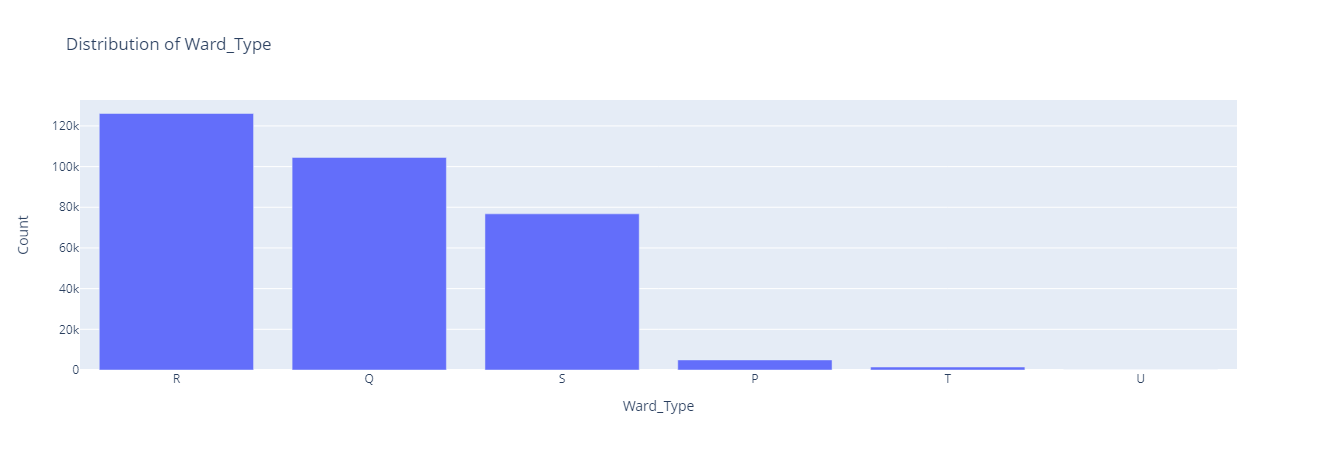 Distribution of Ward_Type
120k
100k
80k
60k
40k
20k
0
Count
R Q S P T U
Ward_Type